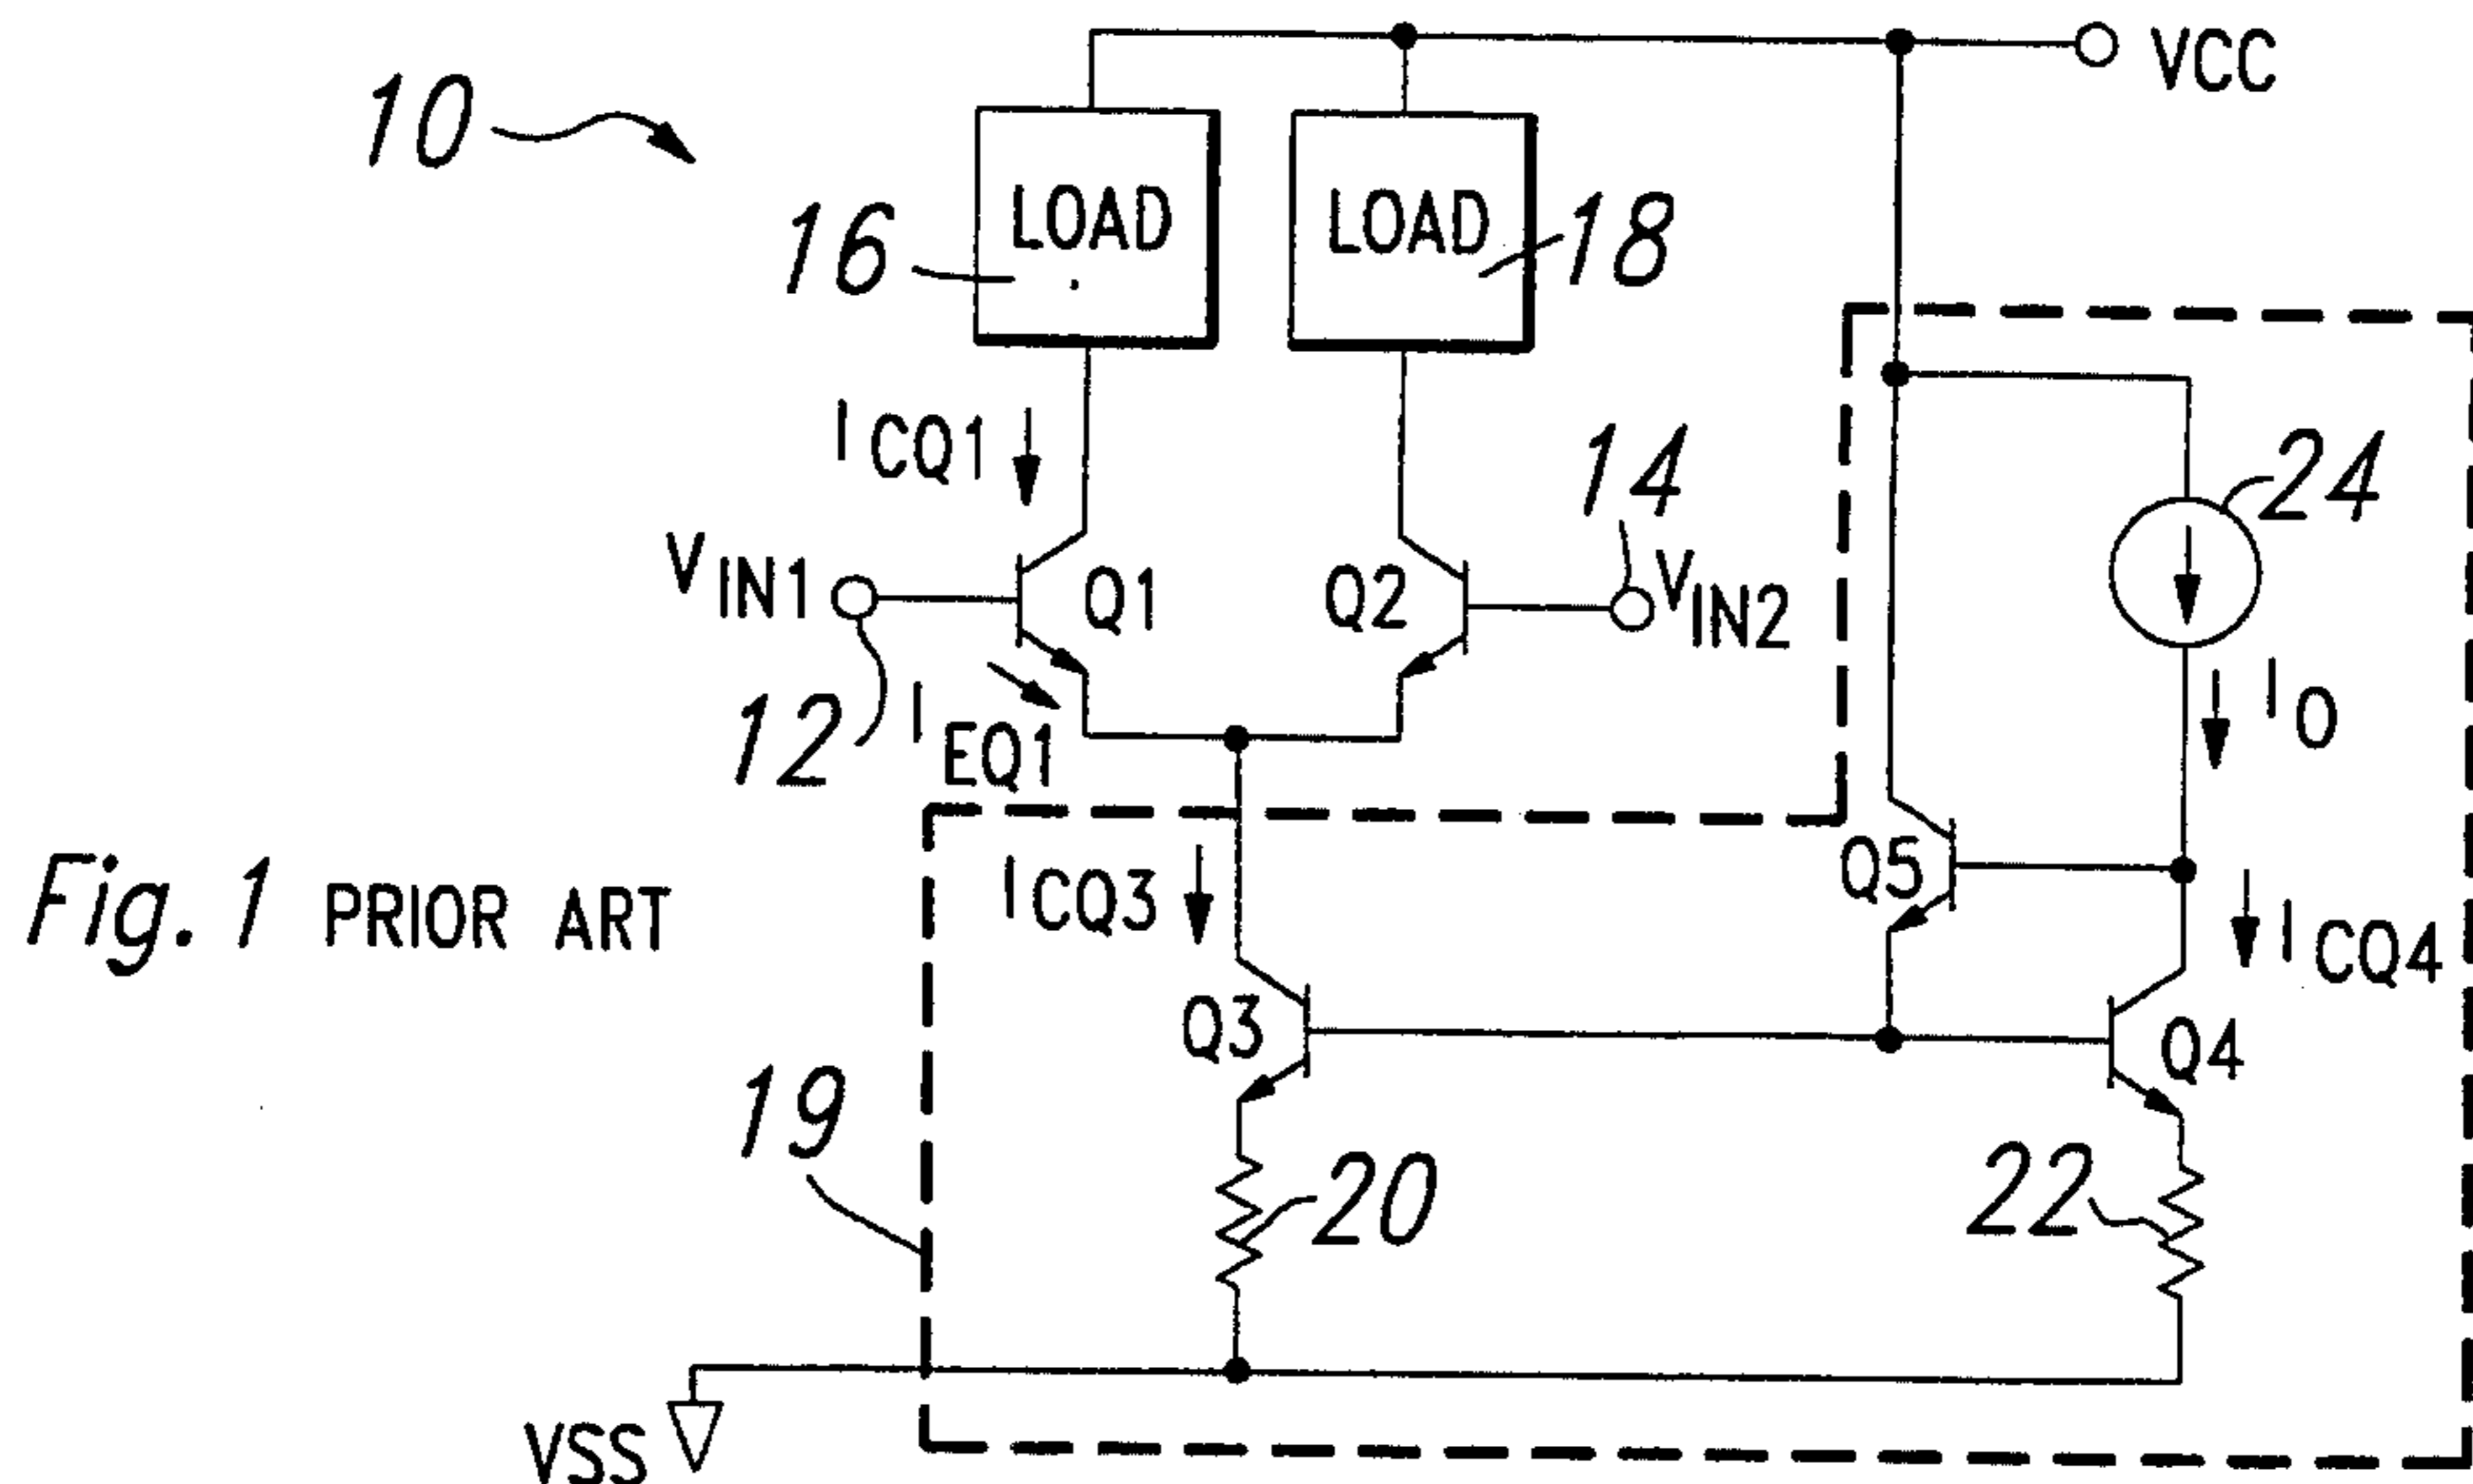 VCC
10
LOAD
LOAD
16
18
ICQ1
14
24
VIN1
Q1
Q2
VIN2
12
IEQ1
IO
Fig. 1 PRIOR ART
ICQ3
Q5
ICQ4
Q3
Q4
19
20
22
VSS